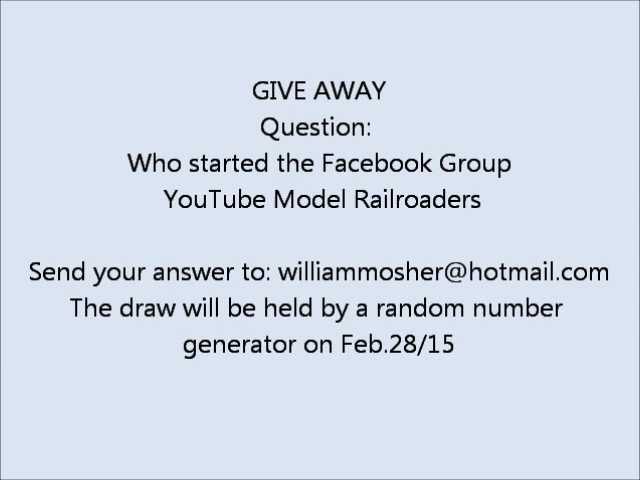 GIVE AWAY
Question:
Who started the Facebook Group
YouTube Model Railroaders
Send your answer to: williammosher@hotmail.com
The draw will be held by a random number
generator on Feb.28/15